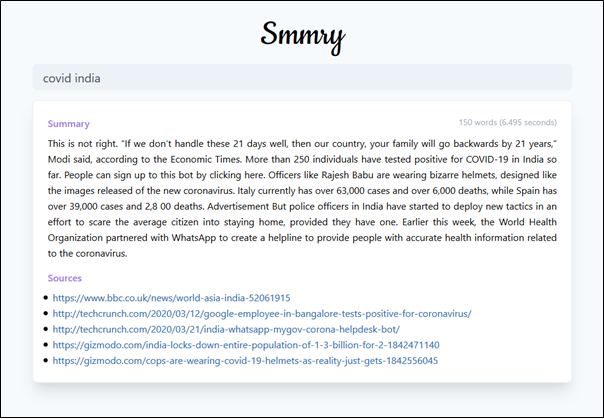 Smmry
covid india
Summary
150 words (6.495 seconds)
This is not right. "If we don't handle these 21 days well, then our country, your family will go backwards by 21 years,"
Modi said, according to the Economic Times. More than 250 individuals have tested positive for COVID-19 in India so
far. People can sign up to this bot by clicking here. Officers like Rajesh Babu are wearing bizarre helmets, designed like
the images released of the new coronavirus. Italy currently has over 63,000 cases and over 6,000 deaths, while Spain has
over 39,000 cases and 2,8 00 deaths. Advertisement But police officers in India have started to deploy new tactics in an
effort to scare the average citizen into staying home, provided they have one. Earlier this week, the World Health
Organization partnered with WhatsApp to create a helpline to provide people with accurate health information related
to the coronavirus.
Sources
https://www.bbc.co.uk/news/world-asia-india-52061915
http://techcrunch.com/2020/03/12/google-employee-in-bangalore-tests-positive-for-coronavirus/
http://techcrunch.com/2020/03/21/india-whatsapp-mygov-corona-helpdesk-bot/
https://gizmodo.com/india-locks-down-entire-population-of-1-3-billion-for-2-1842471140
https://gizmodo.com/cops-are-wearing-covid-19-helmets-as-reality-just-gets-1842556045